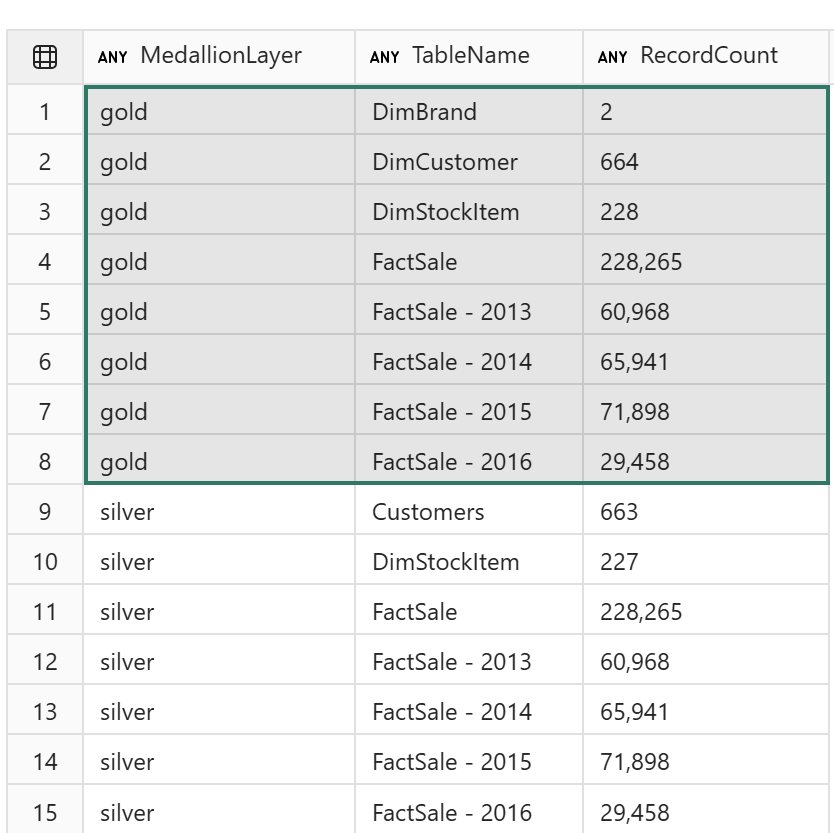 ANY MedallionLayer ANY TableName ANY RecordCount
1 gold DimBrand 2
2 gold DimCustomer 664
3 gold DimStockItem 228
4 gold FactSale 228,265
5 gold FactSale - 2013 60,968
6 gold FactSale - 2014 65,941
7 gold FactSale - 2015 71,898
8 gold FactSale - 2016 29,458
9 silver Customers 663
10 silver DimStockItem 227
11 silver FactSale 228,265
12 silver FactSale - 2013 60,968
13 silver FactSale - 2014 65,941
14 silver FactSale - 2015 71,898
15 silver FactSale - 2016 29,458